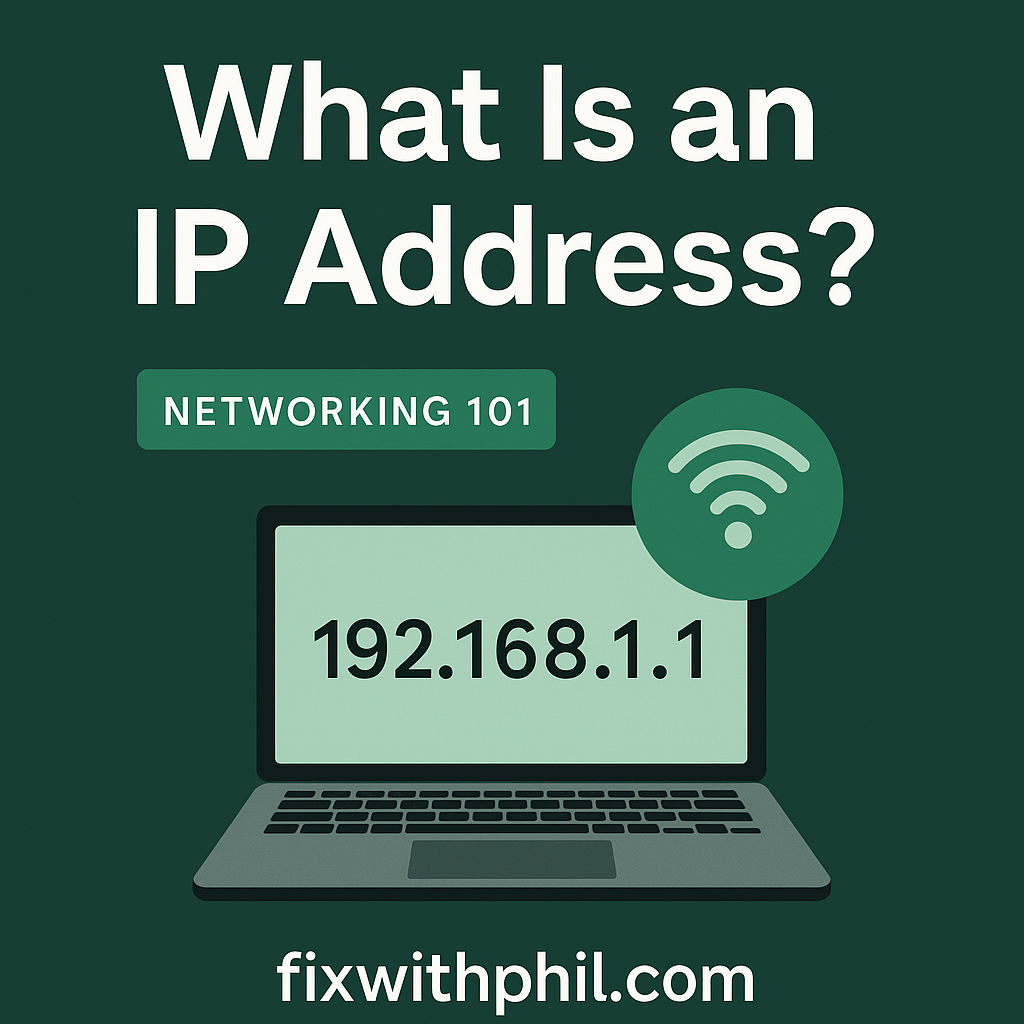 What Is an
IP Address?
NETWORKING 101
192.168.1.1
fixwithphil.com